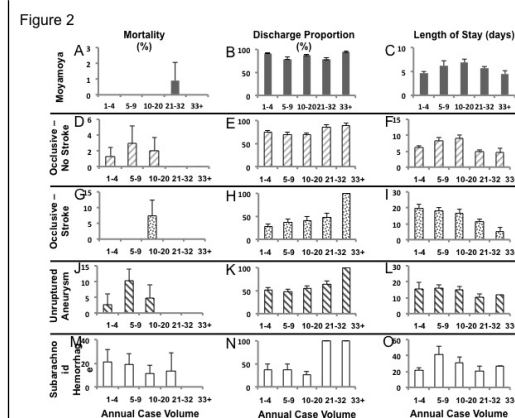 Figure 2
Mortality (%)
Discharge Proportion (%)
Length of Stay (days)
Moyamoya
A
3
2
1
0
1-4 5-9 10-20 21-32 33+
B
100
50
0
1-4 5-9 10-20 21-32 33+
C
10
5
0
1-4 5-9 10-20 21-32 33+
Occlusive – No Stroke
D
6
4
2
0
1-4 5-9 10-20 21-32 33+
E
100
50
0
1-4 5-9 10-20 21-32 33+
F
15
10
5
0
1-4 5-9 10-20 21-32 33+
Occlusive – Stroke
G
15
10
5
0
1-4 5-9 10-20 21-32 33+
H
100
50
0
1-4 5-9 10-20 21-32 33+
I
30
20
10
0
1-4 5-9 10-20 21-32 33+
Unruptured Aneurysm
J
15
10
5
0
1-4 5-9 10-20 21-32 33+
K
100
50
0
1-4 5-9 10-20 21-32 33+
L
30
20
10
0
1-4 5-9 10-20 21-32 33+
Subarachno
id
Hemorrhag
e
M
40
20
0
1-4 5-9 10-20 21-32 33+
N
100
50
0
1-4 5-9 10-20 21-32 33+
O
60
40
20
0
1-4 5-9 10-20 21-32 33+
Annual Case Volume
Annual Case Volume
Annual Case Volume